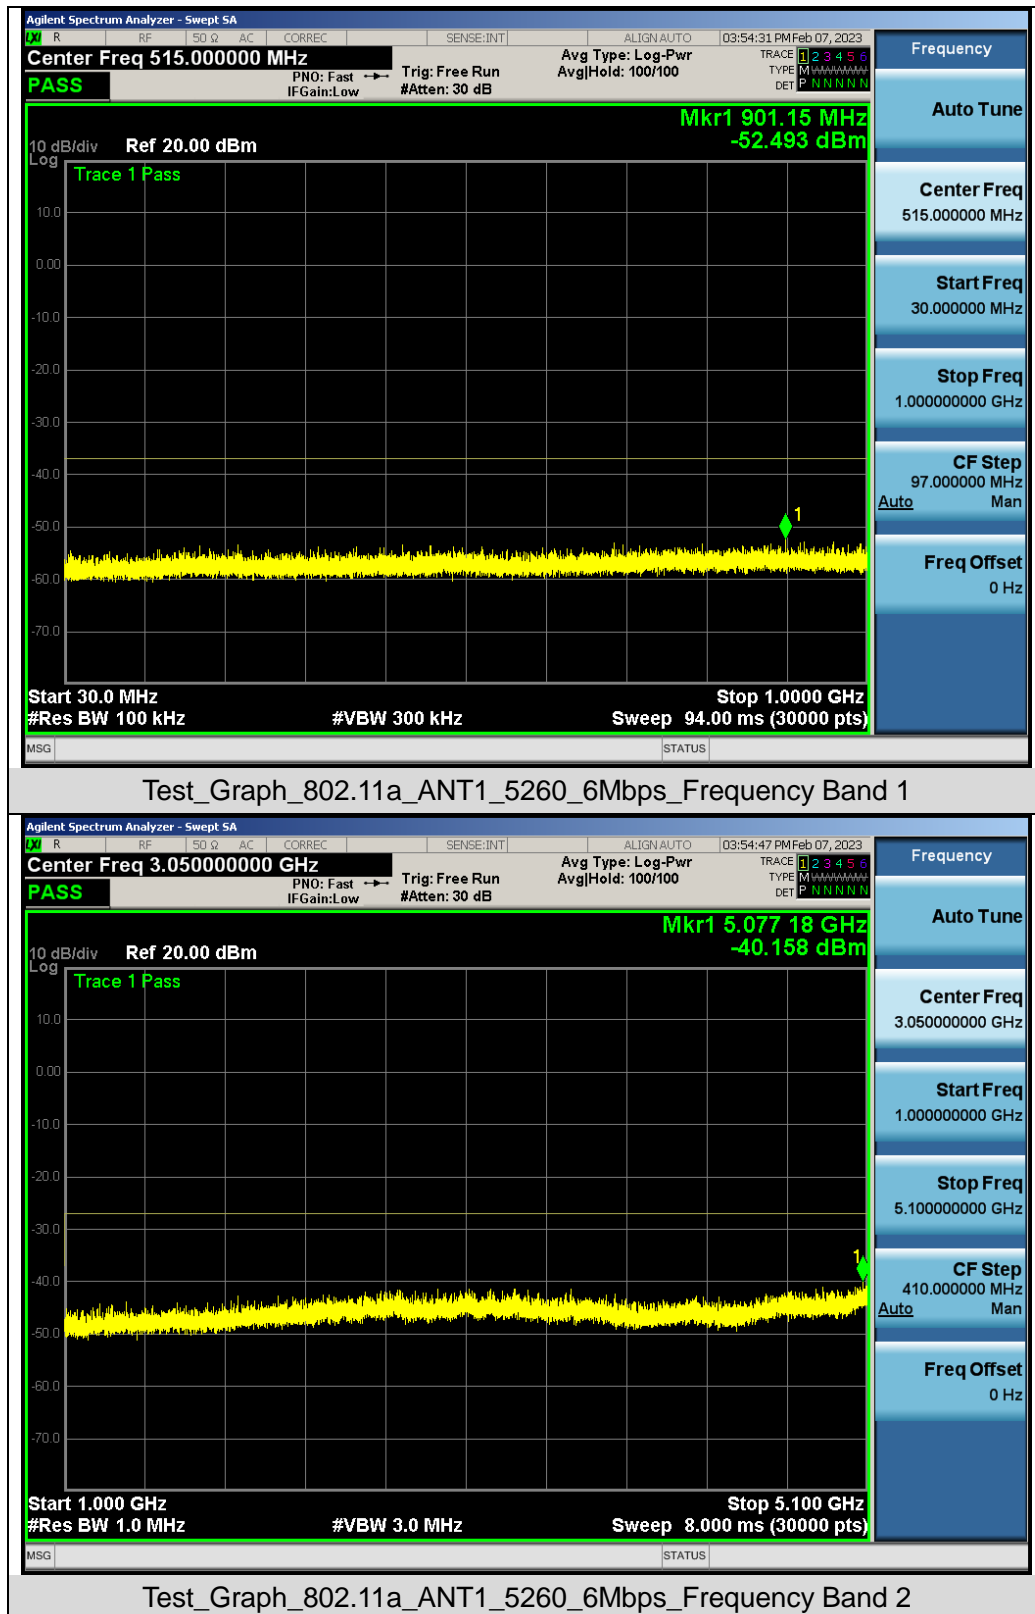 Agilent Spectrum Analyzer - Swept SA
LXI R RF 50 Ω AC CORREC SENSE:INT ALIGN AUTO 03:54:31 PM Feb 07, 2023
Center Freq 515.000000 MHz
PASS
PNO: Fast
IFGain:Low
Trig: Free Run
#Atten: 30 dB
Avg Type: Log-Pwr
Avg|Hold: 100/100
TRACE 1 2 3 4 5 6
TYPE M W W W W W
DET P N N N N N
Frequency
Mkr1 901.15 MHz
-52.493 dBm
10 dB/div Ref 20.00 dBm
Log
Trace 1 Pass
10.0
0.00
-10.0
-20.0
-30.0
-40.0
-50.0
-60.0
-70.0
1
Start 30.0 MHz Stop 1.0000 GHz
#Res BW 100 kHz #VBW 300 kHz Sweep 94.00 ms (30000 pts)
MSG STATUS
Auto Tune
Center Freq
515.000000 MHz
Start Freq
30.000000 MHz
Stop Freq
1.000000000 GHz
CF Step
97.000000 MHz
Auto Man
Freq Offset
0 Hz
Test_Graph_802.11a_ANT1_5260_6Mbps_Frequency Band 1
Agilent Spectrum Analyzer - Swept SA
LXI R RF 50 Ω AC CORREC SENSE:INT ALIGN AUTO 03:54:47 PM Feb 07, 2023
Center Freq 3.050000000 GHz
PASS
PNO: Fast
IFGain:Low
Trig: Free Run
#Atten: 30 dB
Avg Type: Log-Pwr
Avg|Hold: 100/100
TRACE 1 2 3 4 5 6
TYPE M W W W W W
DET P N N N N N
Frequency
Mkr1 5.077 18 GHz
-40.158 dBm
10 dB/div Ref 20.00 dBm
Log
Trace 1 Pass
10.0
0.00
-10.0
-20.0
-30.0
-40.0
-50.0
-60.0
-70.0
1
Start 1.000 GHz Stop 5.100 GHz
#Res BW 1.0 MHz #VBW 3.0 MHz Sweep 8.000 ms (30000 pts)
MSG STATUS
Auto Tune
Center Freq
3.050000000 GHz
Start Freq
1.000000000 GHz
Stop Freq
5.100000000 GHz
CF Step
410.000000 MHz
Auto Man
Freq Offset
0 Hz
Test_Graph_802.11a_ANT1_5260_6Mbps_Frequency Band 2